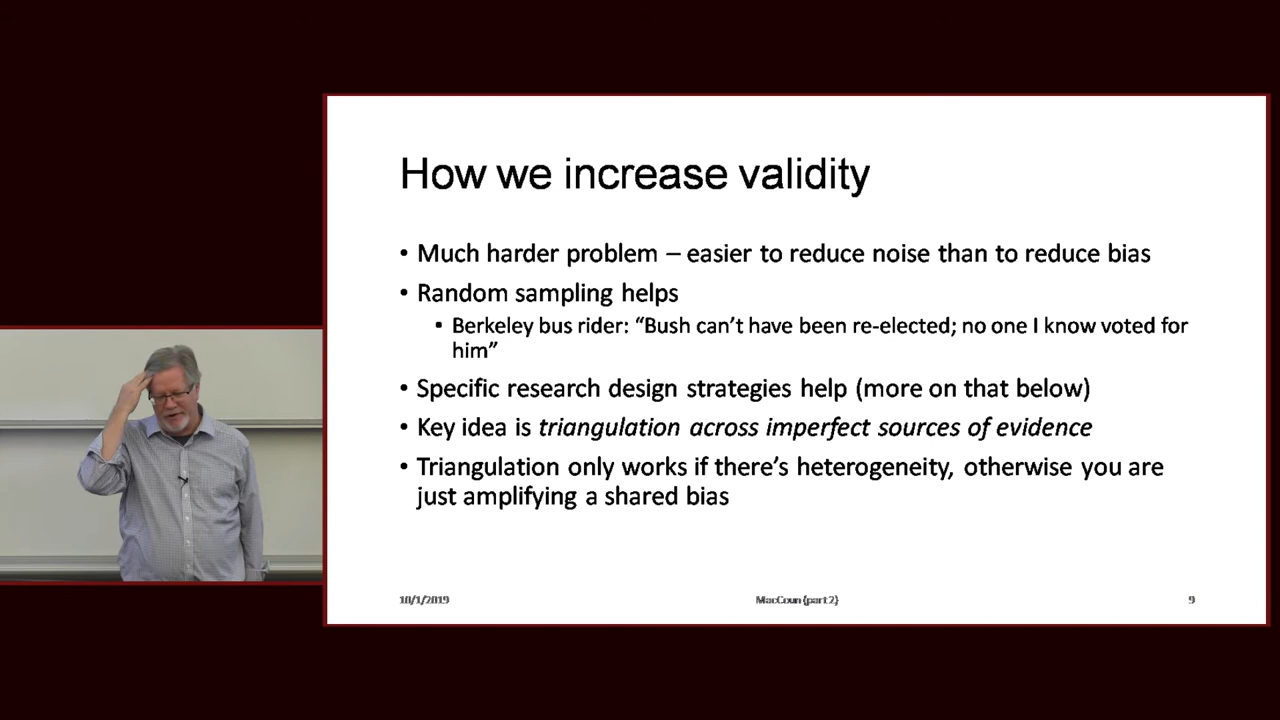 How we increase validity
• Much harder problem – easier to reduce noise than to reduce bias
• Random sampling helps
• Berkeley bus rider: “Bush can’t have been re-elected; no one I know voted for
him”
• Specific research design strategies help (more on that below)
• Key idea is triangulation across imperfect sources of evidence
• Triangulation only works if there’s heterogeneity, otherwise you are
just amplifying a shared bias
10/1/2019
MacCoun (part 2)
9